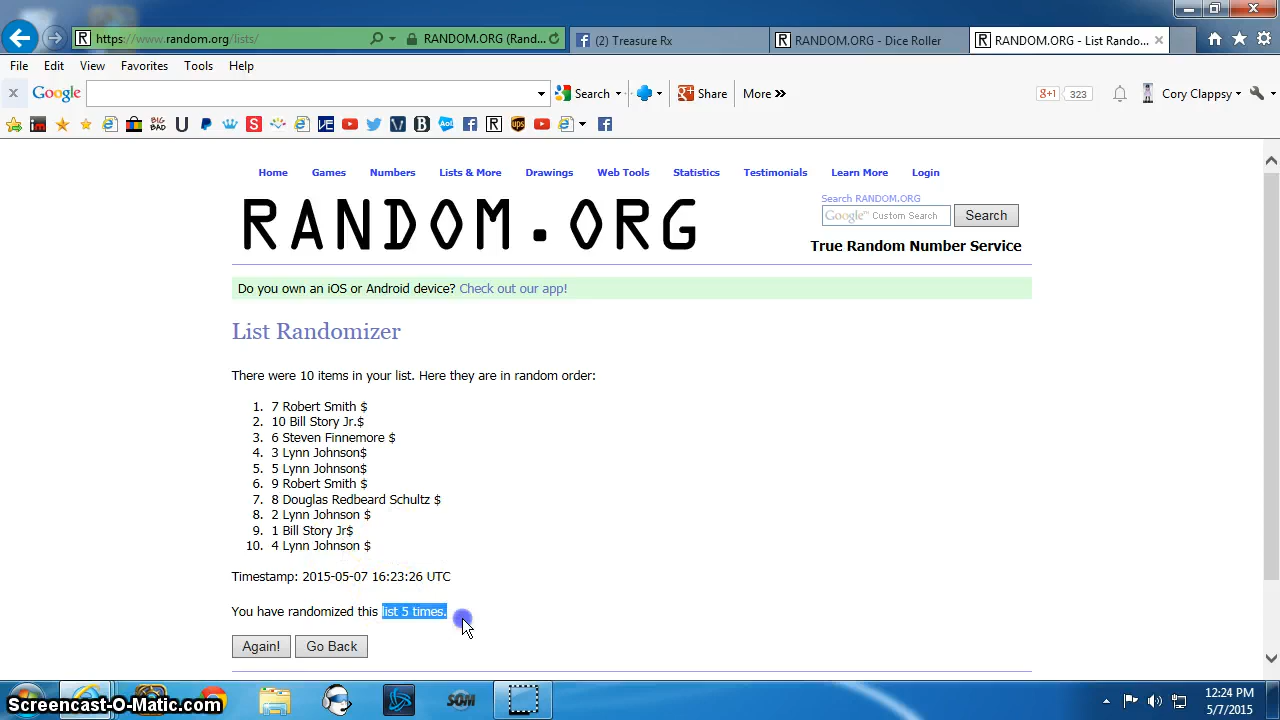 https://www.random.org/lists/
RANDOM.ORG (Rand...
(2) Treasure Rx
RANDOM.ORG - Dice Roller
RANDOM.ORG - List Rando...
File Edit View Favorites Tools Help
Google
Search
Share
More
323
Cory Clappsy
Home Games Numbers Lists & More Drawings Web Tools Statistics Testimonials Learn More Login
RANDOM.ORG
Search RANDOM.ORG
Google™ Custom Search
Search
True Random Number Service
Do you own an iOS or Android device? Check out our app!
List Randomizer
There were 10 items in your list. Here they are in random order:
1. 7 Robert Smith $
2. 10 Bill Story Jr.$
3. 6 Steven Finnemore $
4. 3 Lynn Johnson$
5. 5 Lynn Johnson$
6. 9 Robert Smith $
7. 8 Douglas Redbeard Schultz $
8. 2 Lynn Johnson $
9. 1 Bill Story Jr$
10. 4 Lynn Johnson $
Timestamp: 2015-05-07 16:23:26 UTC
You have randomized this list 5 times.
Again! Go Back
Screencast-O-Matic.com
SOM
12:24 PM
5/7/2015